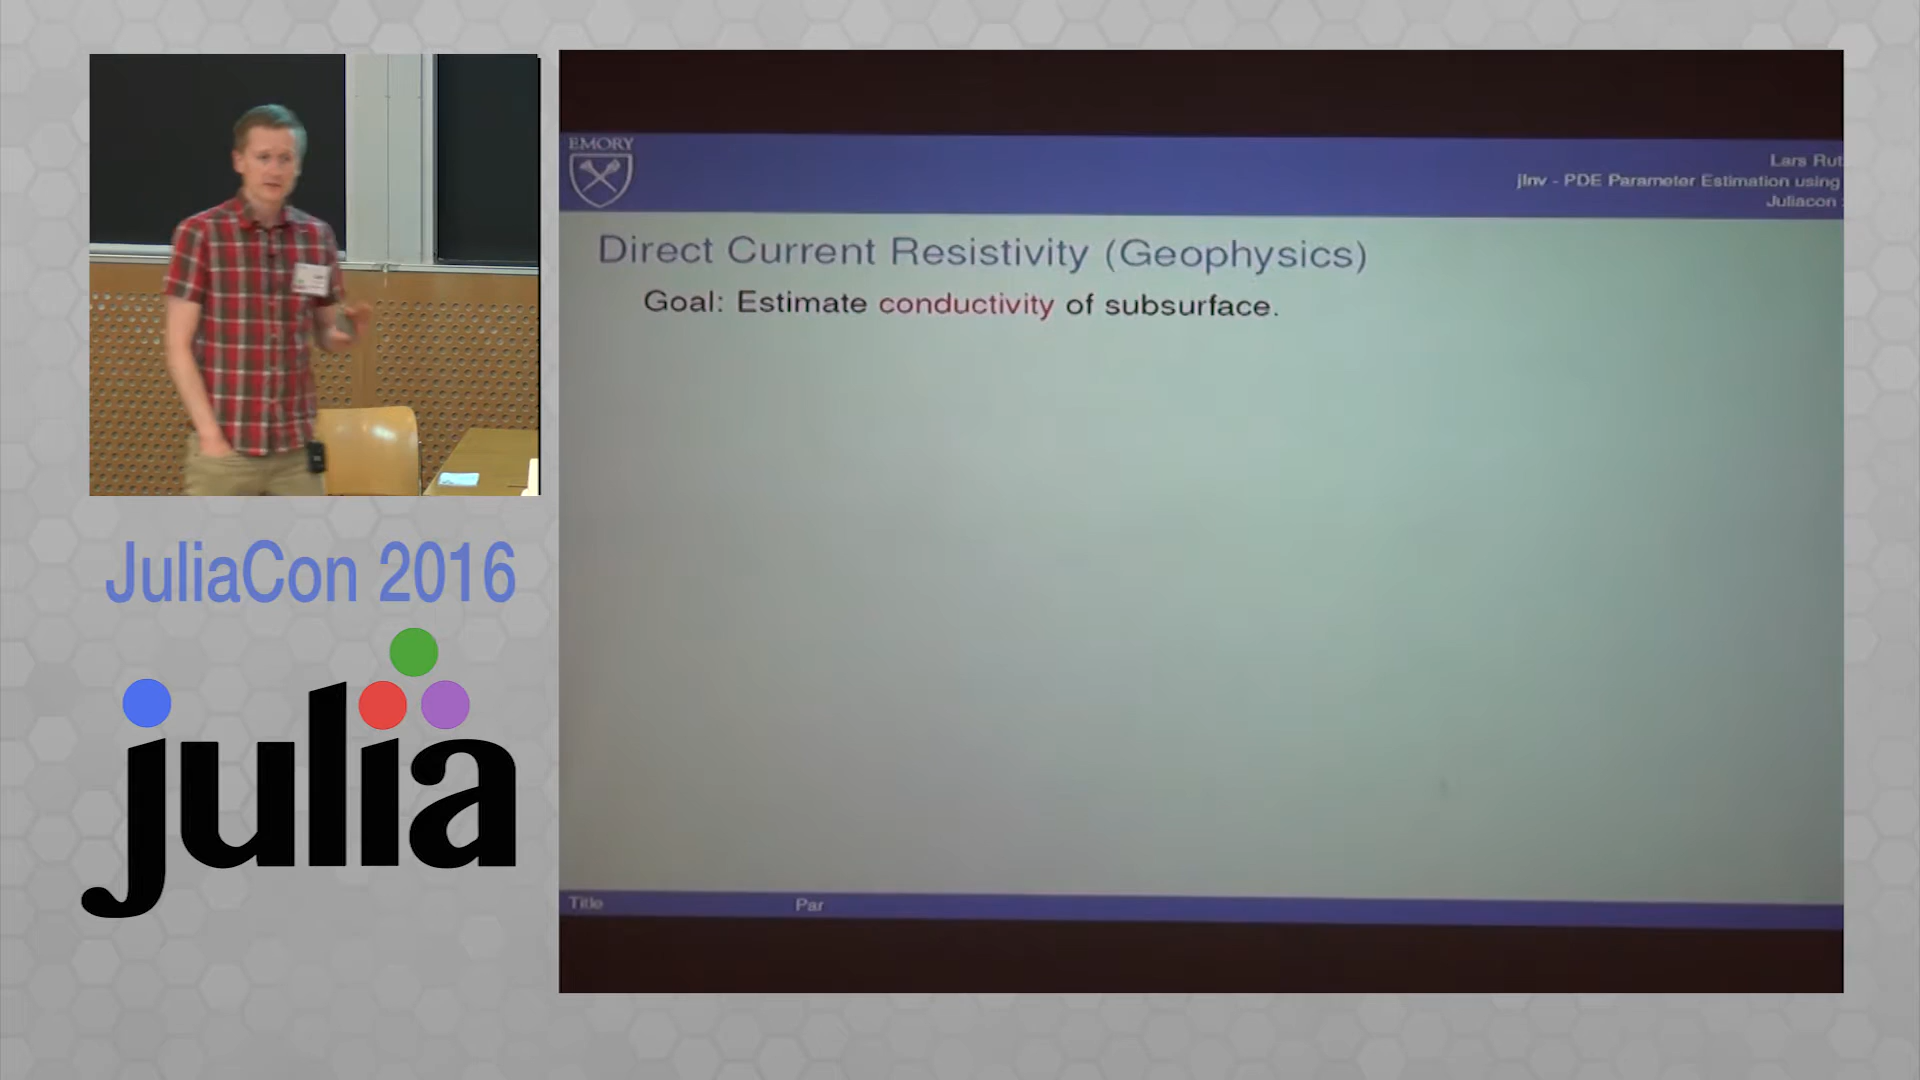 EMORY
Lars Rut
jInv - PDE Parameter Estimation using
Juliacon
Direct Current Resistivity (Geophysics)
Goal: Estimate conductivity of subsurface.
Title Par
JuliaCon 2016
julia